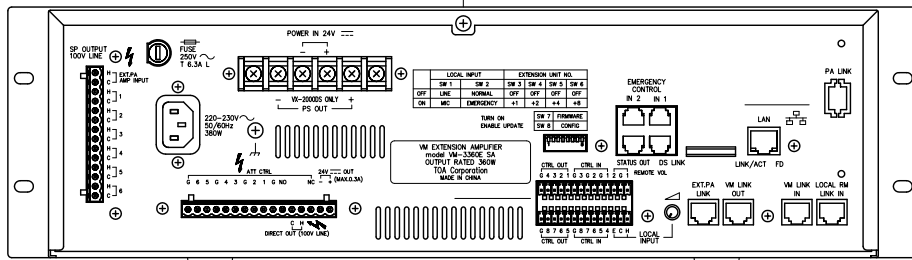 POWER IN 24V
− +
SP OUTPUT
100V LINE
FUSE
250V
T 6.3A L
H
C
EXT.PA
AMP INPUT
H
C
1
H
C
2
H
C
3
H
C
4
H
C
5
H
C
6
220-230V~
50/60Hz
380W
− VX-2000DS ONLY +
PS OUT
LOCAL INPUT EXTENSION UNIT NO.
SW 1 SW 2 SW 3 SW 4 SW 5 SW 6
OFF LINE NORMAL OFF OFF OFF OFF
ON MIC EMERGENCY +1 +2 +4 +8
TURN ON SW 7 FIRMWARE
ENABLE UPDATE SW 8 CONFIG
EMERGENCY
CONTROL
IN 2 IN 1
STATUS OUT DS LINK
PA LINK
LAN
LINK/ACT FD
VM EXTENSION AMPLIFIER
model VM-3360E SA
OUTPUT RATED 360W
TOA Corporation
MADE IN CHINA
ATT CTRL
G 6 5 G 4 3 G 2 1 G ND NC − +
24V OUT
(MAX.0.3A)
C H
DIRECT OUT (100V LINE)
CTRL OUT CTRL IN
G 4 3 2 1 G 3 G 2 G 1 2 G 1
REMOTE VOL
G 8 7 6 5 G 8 7 6 5 4 E C H
CTRL OUT CTRL IN
LOCAL
INPUT
EXT.PA
LINK
VM LINK
OUT
VM LINK
IN
LOCAL RM
LINK IN